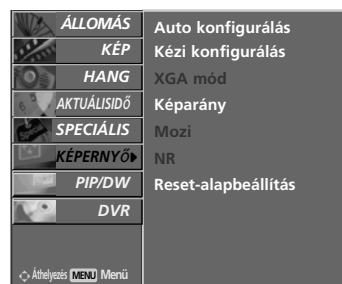 ÁLLOMÁS
KÉP
HANG
AKTUÁLISIDŐ
SPECIÁLIS
KÉPERNYŐ
PIP/DW
DVR
Áthelyezés MENU Menü
Auto konfigurálás
Kézi konfigurálás
XGA mód
Képarány
Mozi
NR
Reset-alapbeállítás